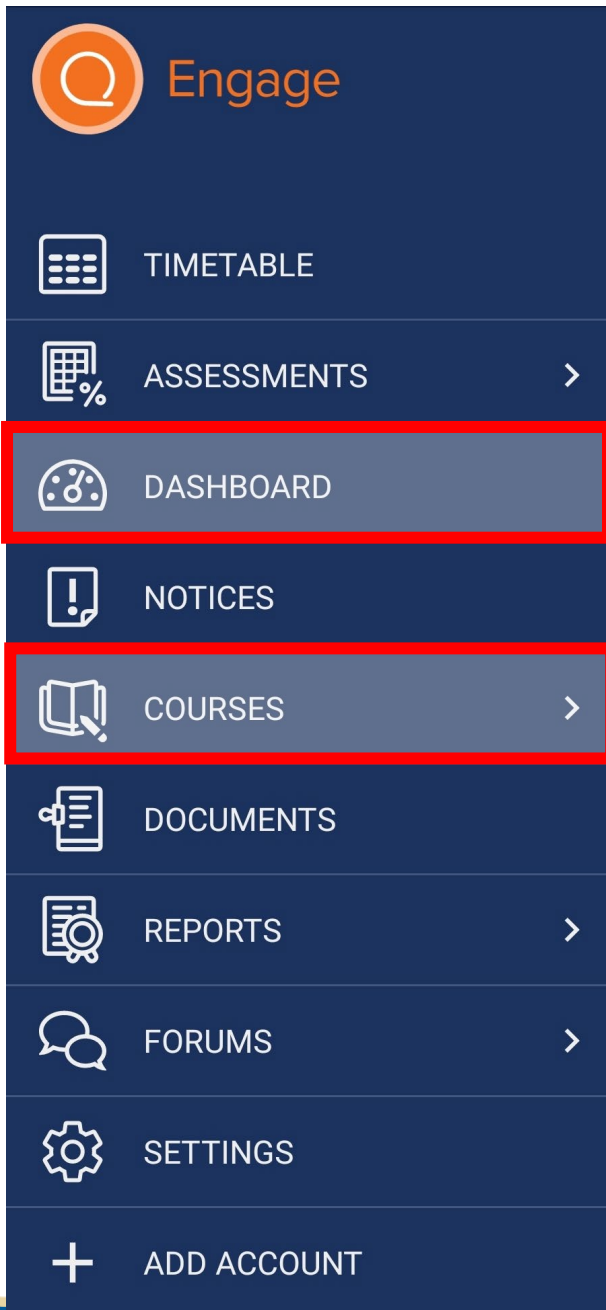 Engage
TIMETABLE
ASSESSMENTS
DASHBOARD
NOTICES
COURSES
DOCUMENTS
REPORTS
FORUMS
SETTINGS
ADD ACCOUNT